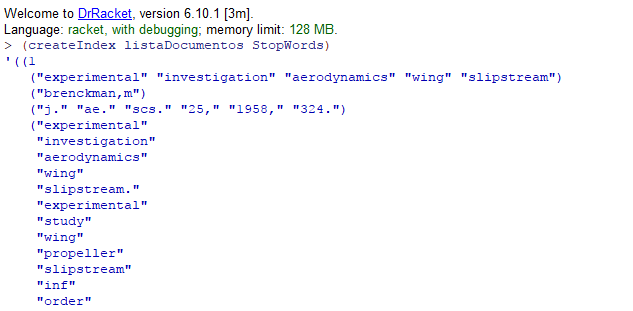 Welcome to DrRacket, version 6.10.1 [3m].
Language: racket, with debugging; memory limit: 128 MB.
> (createIndex listaDocumentos StopWords)
'((1
("experimental" "investigation" "aerodynamics" "wing" "slipstream")
("brenckman,m")
("j." "ae." "scs." "25," "1958," "324.")
("experimental"
"investigation"
"aerodynamics"
"wing"
"slipstream."
"experimental"
"study"
"wing"
"propeller"
"slipstream"
"inf"
"order"